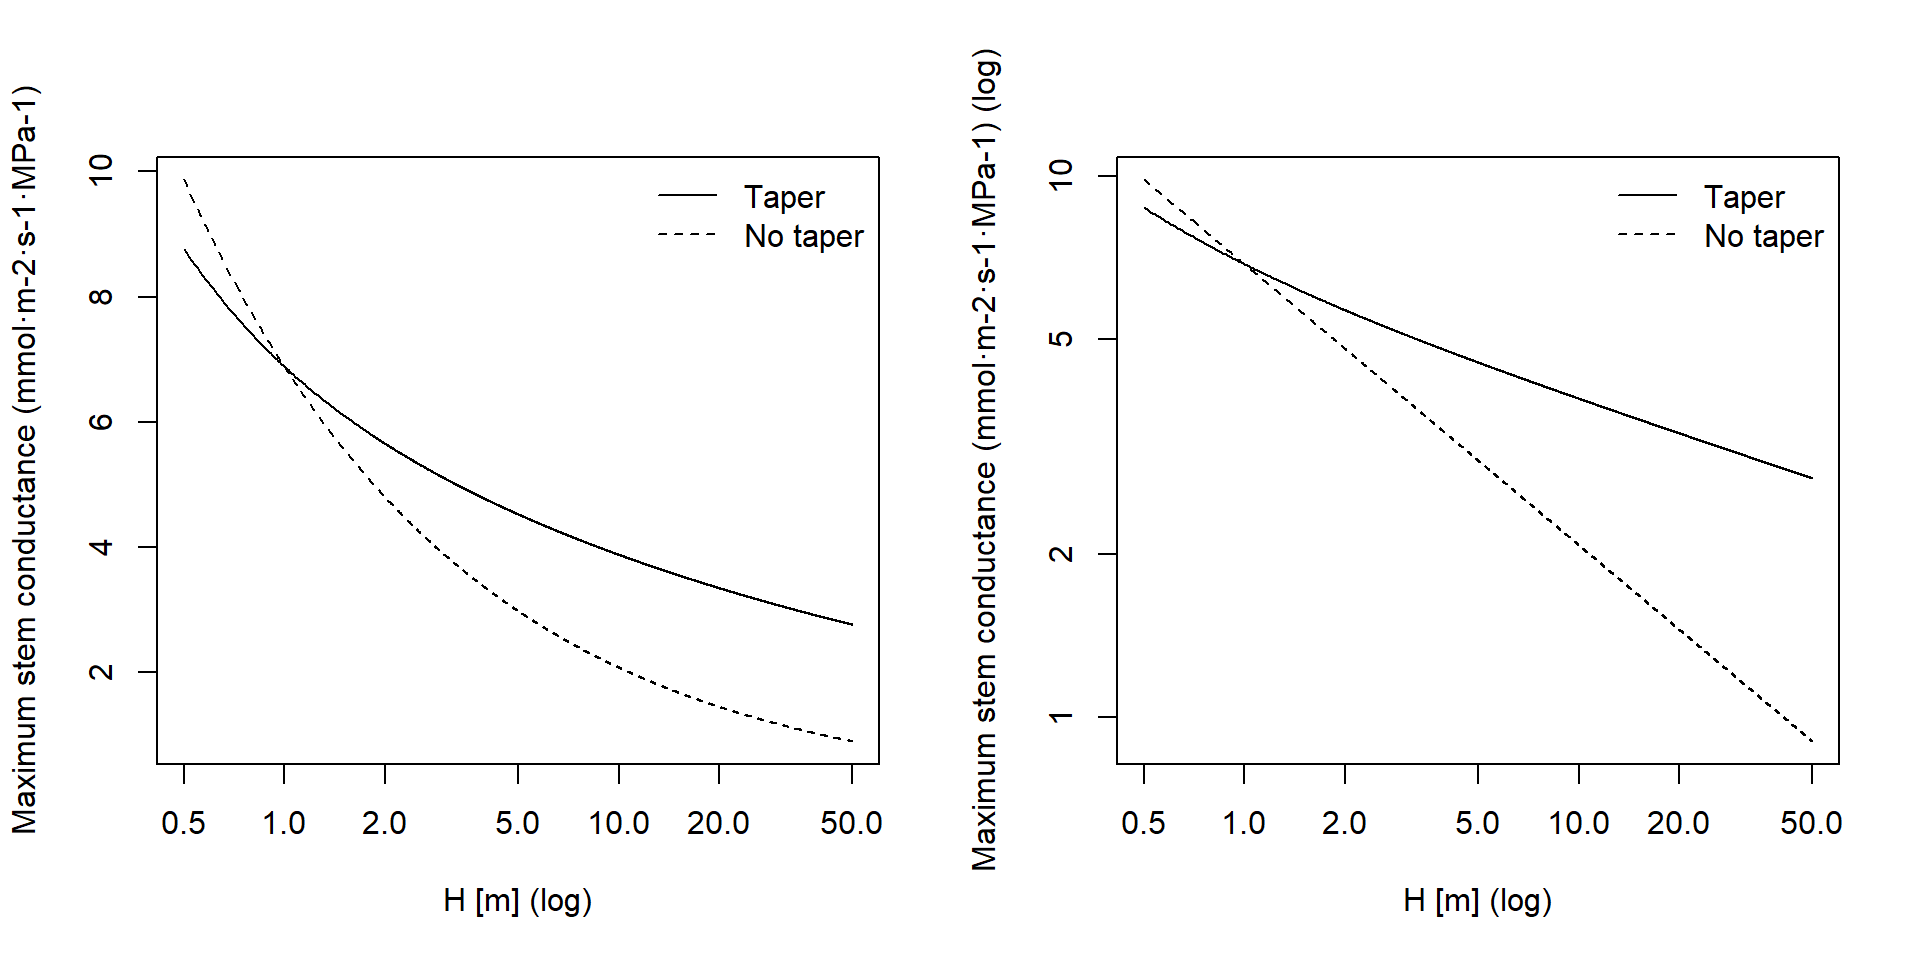 Maximum stem conductance (mmol·m-2·s-1·MPa-1)
10
8
6
4
2
Taper
No taper
0.5 1.0 2.0 5.0 10.0 20.0 50.0
H [m] (log)
Maximum stem conductance (mmol·m-2·s-1·MPa-1) (log)
10
5
2
1
Taper
No taper
0.5 1.0 2.0 5.0 10.0 20.0 50.0
H [m] (log)